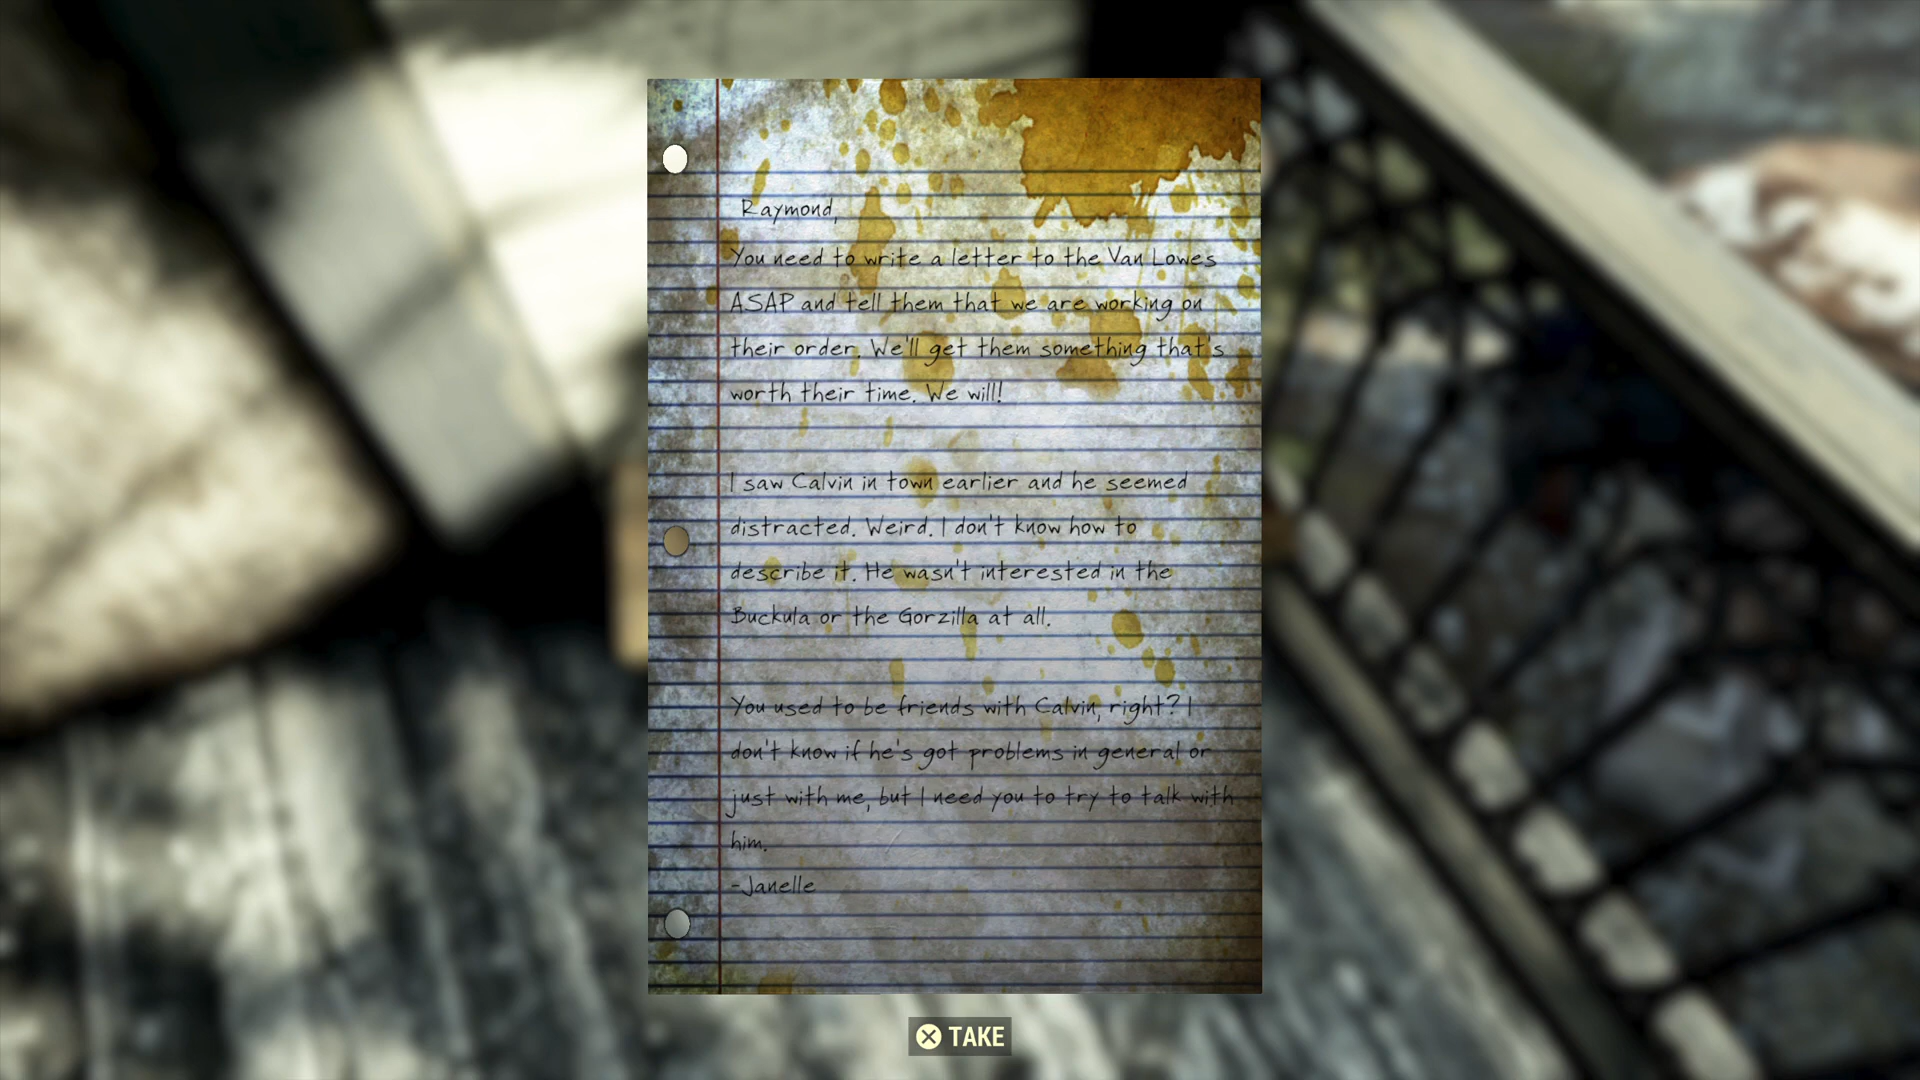 Raymond,
You need to write a letter to the Van Lowes
ASAP and tell them that we are working on
their order. We'll get them something that's
worth their time. We will!
I saw Calvin in town earlier and he seemed
distracted. Weird. I don't know how to
describe it. He wasn't interested in the
Buckula or the Gorzilla at all.
You used to be friends with Calvin, right? I
don't know if he's got problems in general or
just with me, but I need you to try to talk with
him.
-Janelle
TAKE